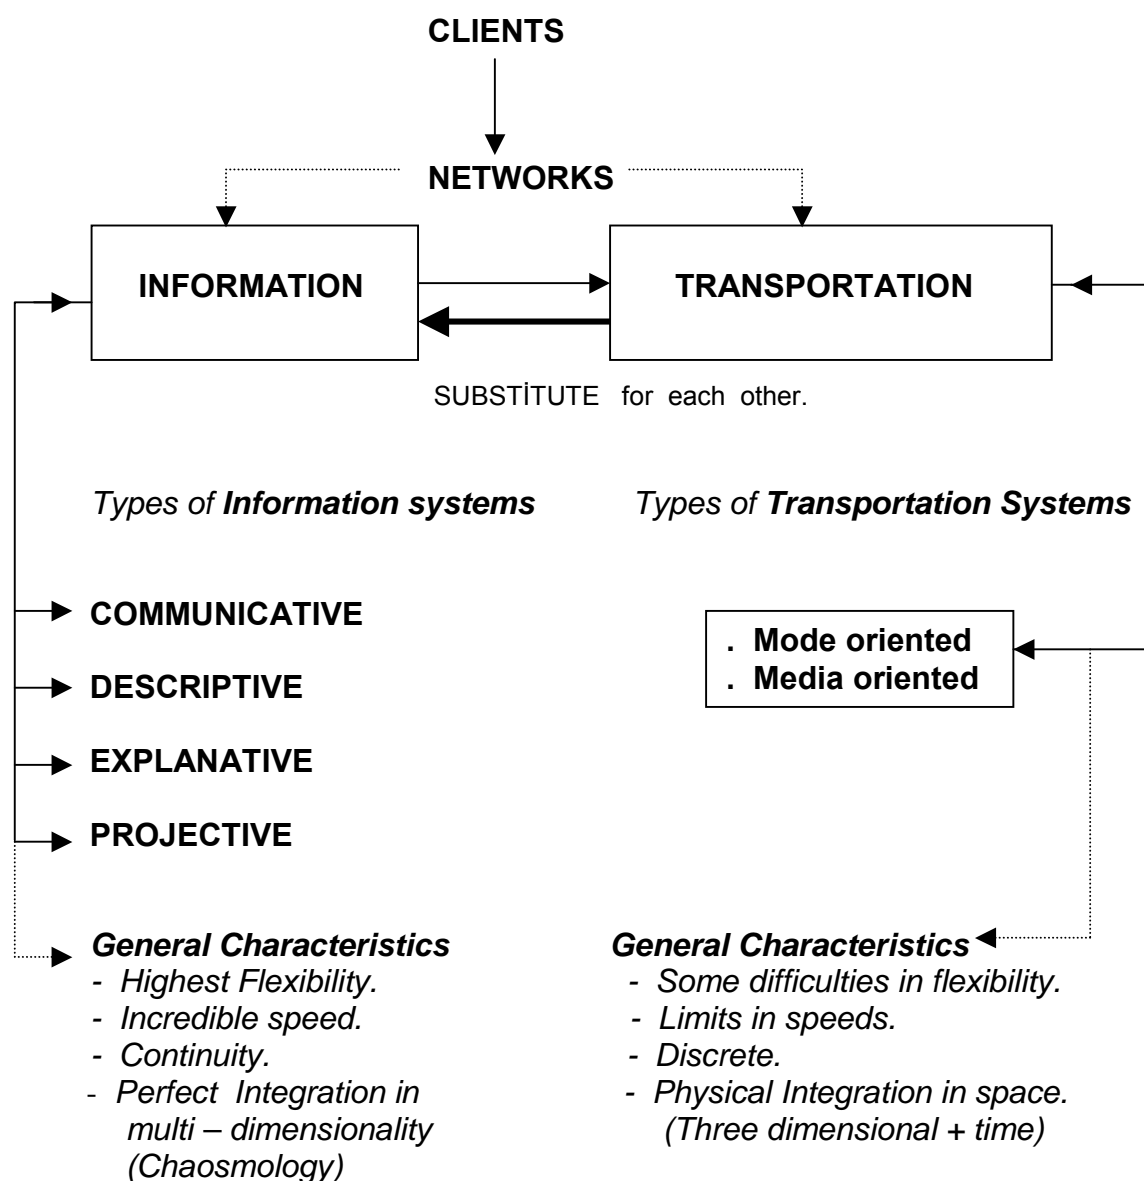 CLIENTS
NETWORKS
INFORMATION
TRANSPORTATION
SUBSTİTUTE for each other.
Types of Information systems
Types of Transportation Systems
COMMUNICATIVE
DESCRIPTIVE
EXPLANATIVE
PROJECTIVE
. Mode oriented
. Media oriented
General Characteristics
- Highest Flexibility.
- Incredible speed.
- Continuity.
- Perfect Integration in
multi – dimensionality
(Chaosmology)
General Characteristics
- Some difficulties in flexibility.
- Limits in speeds.
- Discrete.
- Physical Integration in space.
(Three dimensional + time)